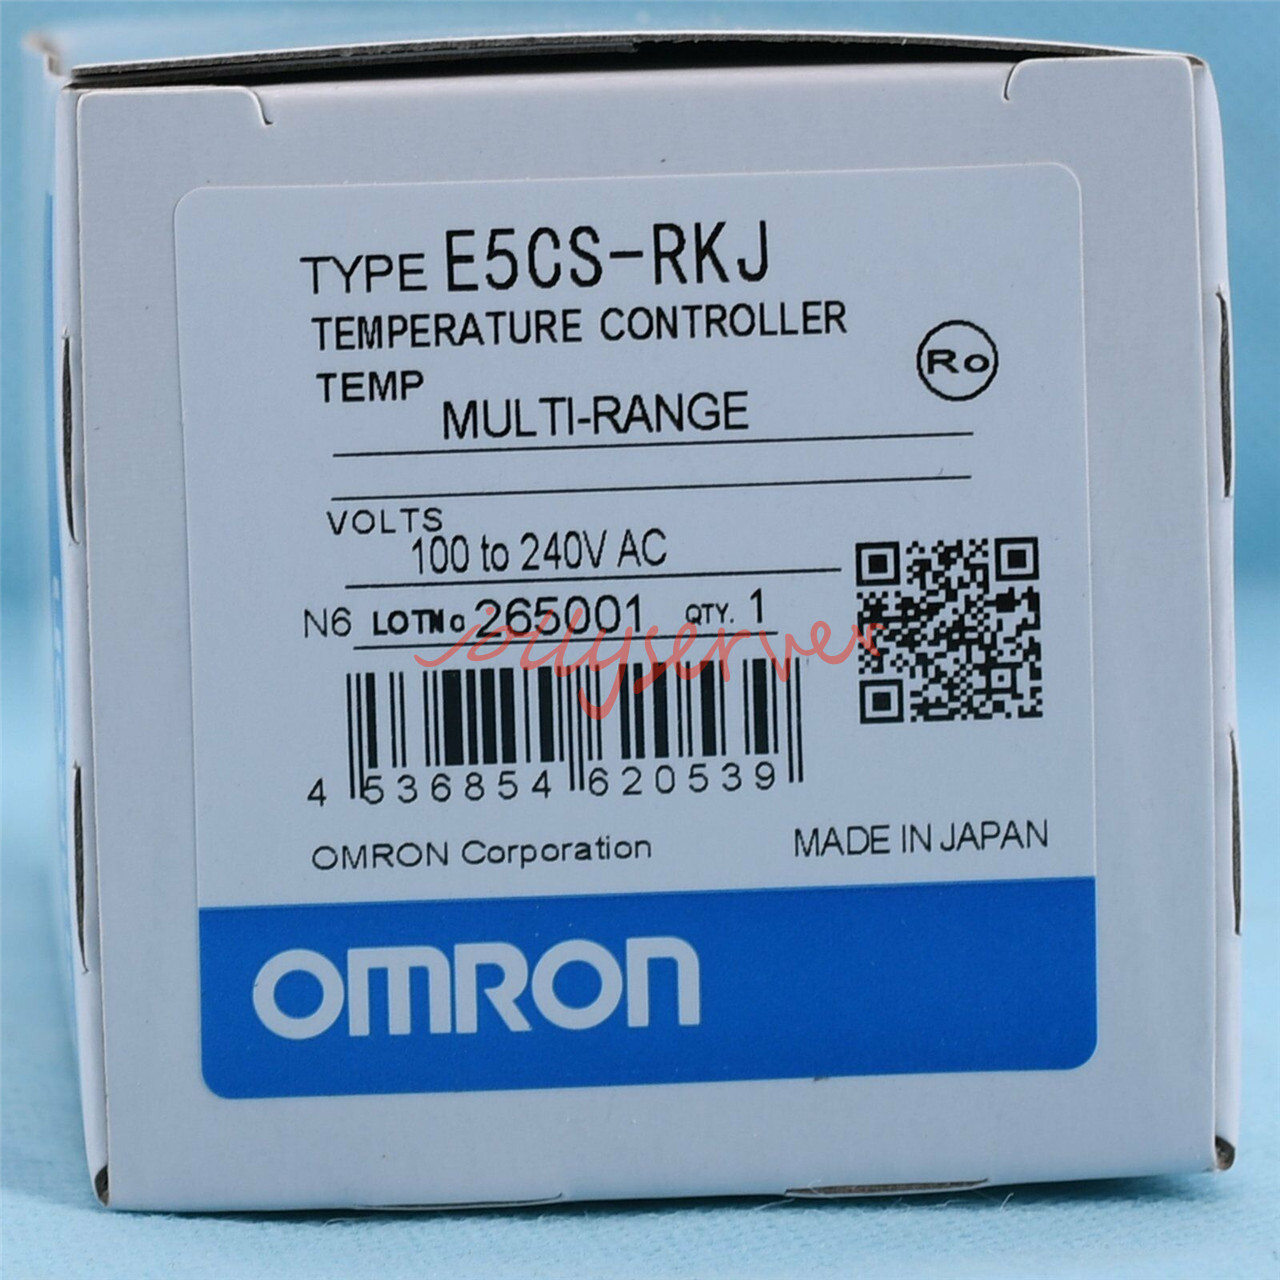 TYPE E5CS-RKJ
TEMPERATURE CONTROLLER
Ro
TEMP
MULTI-RANGE
VOLTS
100 to 240V AC
N6 LOTNo 265001 QTY. 1
jollyserver
4 536854 620539
OMRON Corporation MADE IN JAPAN
OMRON